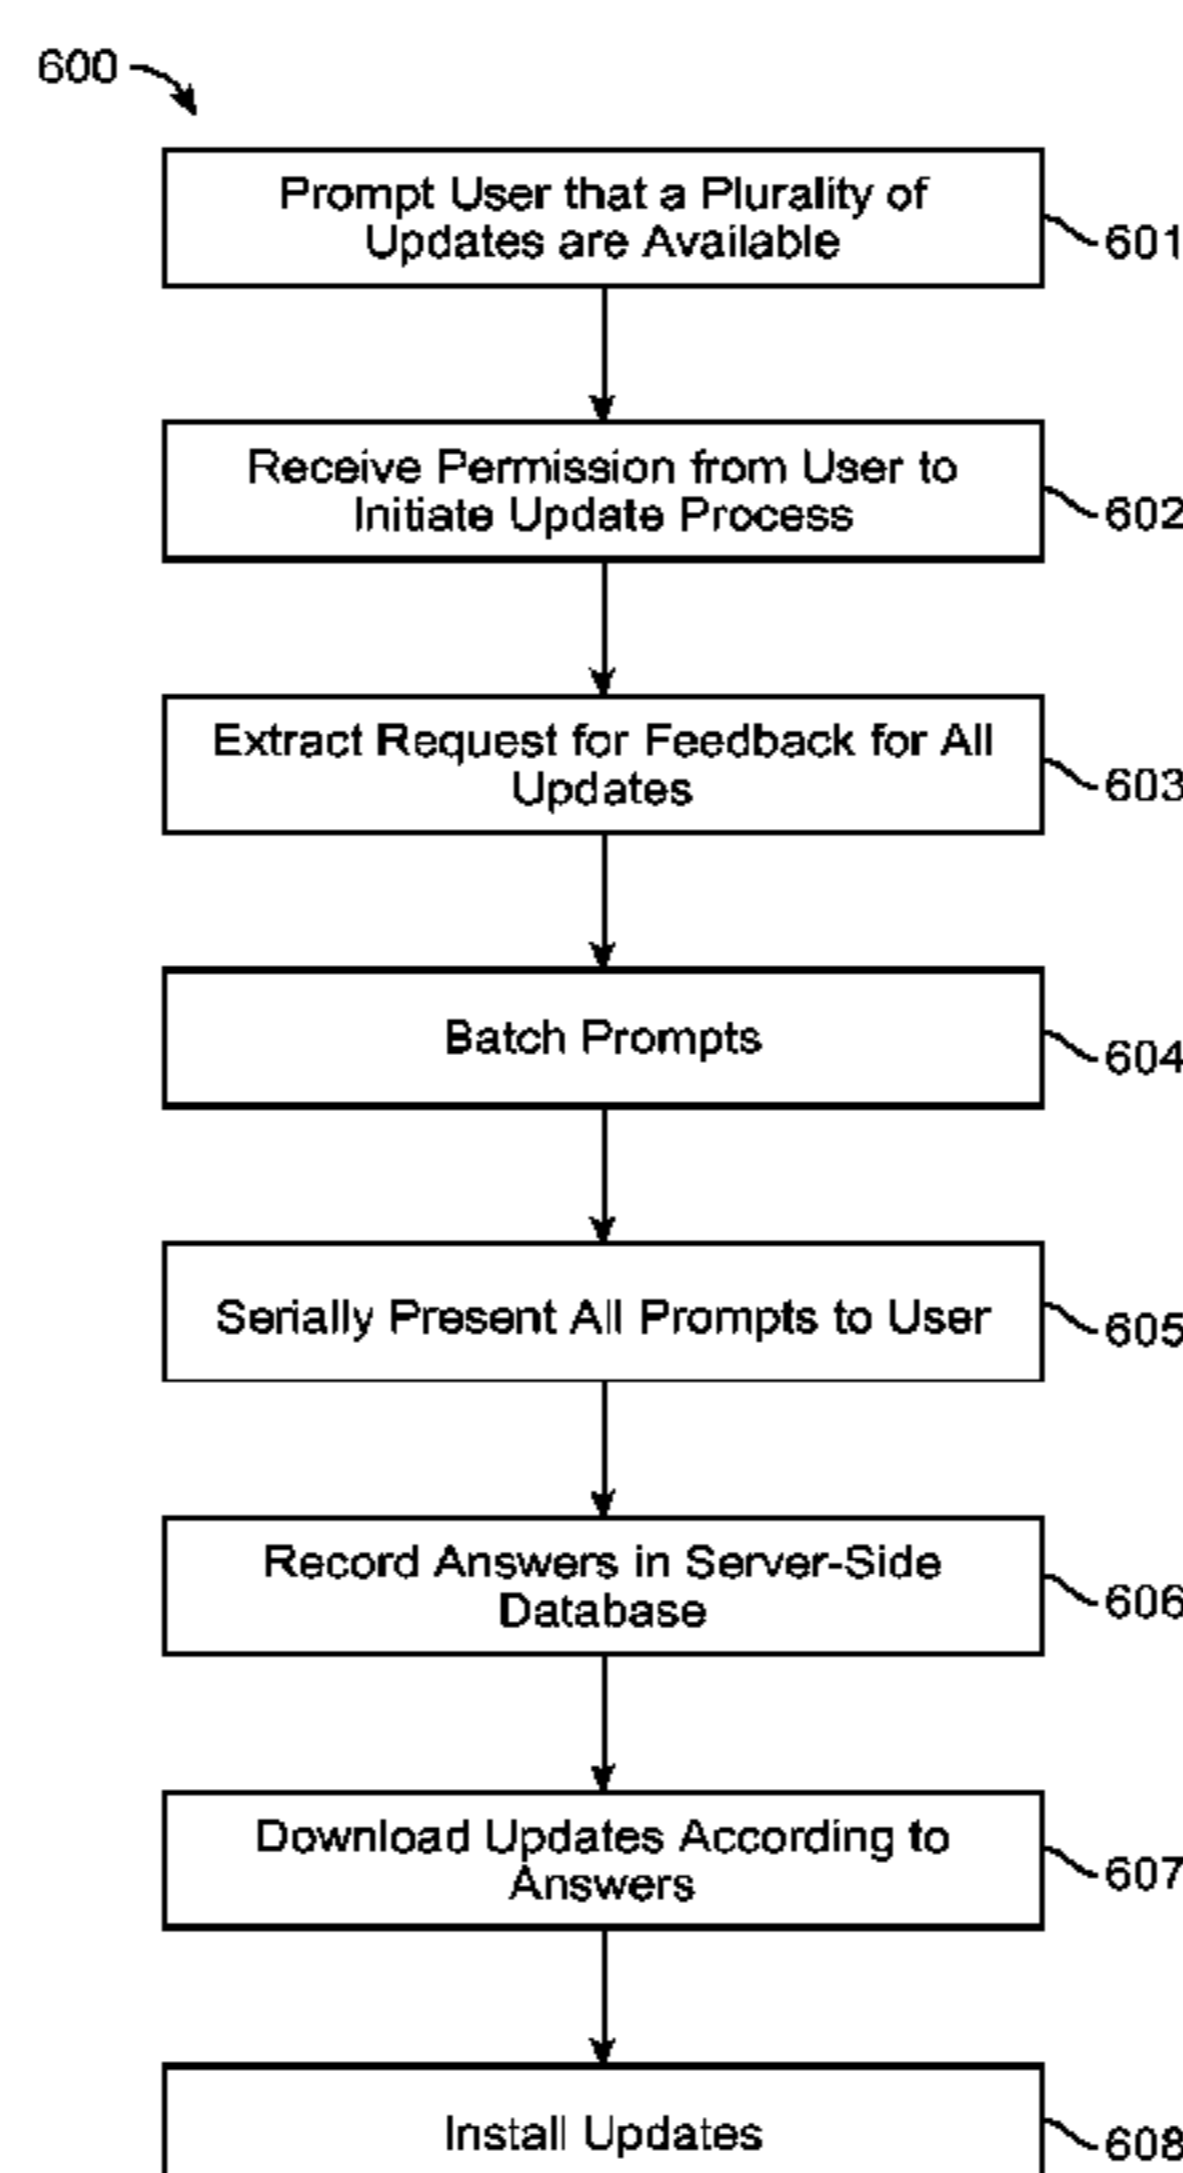 600
Prompt User that a Plurality of
Updates are Available
601
Receive Permission from User to
Initiate Update Process
602
Extract Request for Feedback for All
Updates
603
Batch Prompts
604
Serially Present All Prompts to User
605
Record Answers in Server-Side
Database
606
Download Updates According to
Answers
607
Install Updates
608